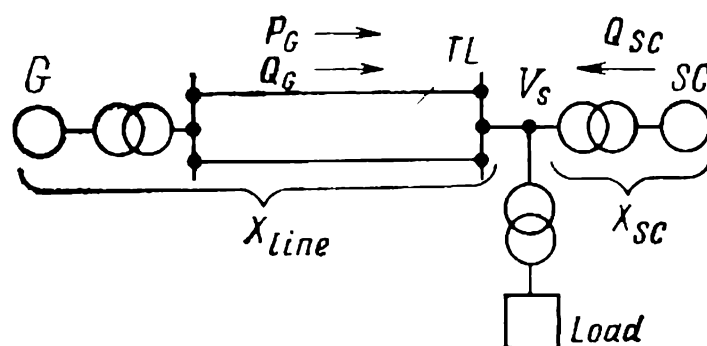 P_G
TL
Q_SC
G
Q_G
V_s
SC
X_line
X_SC
Load